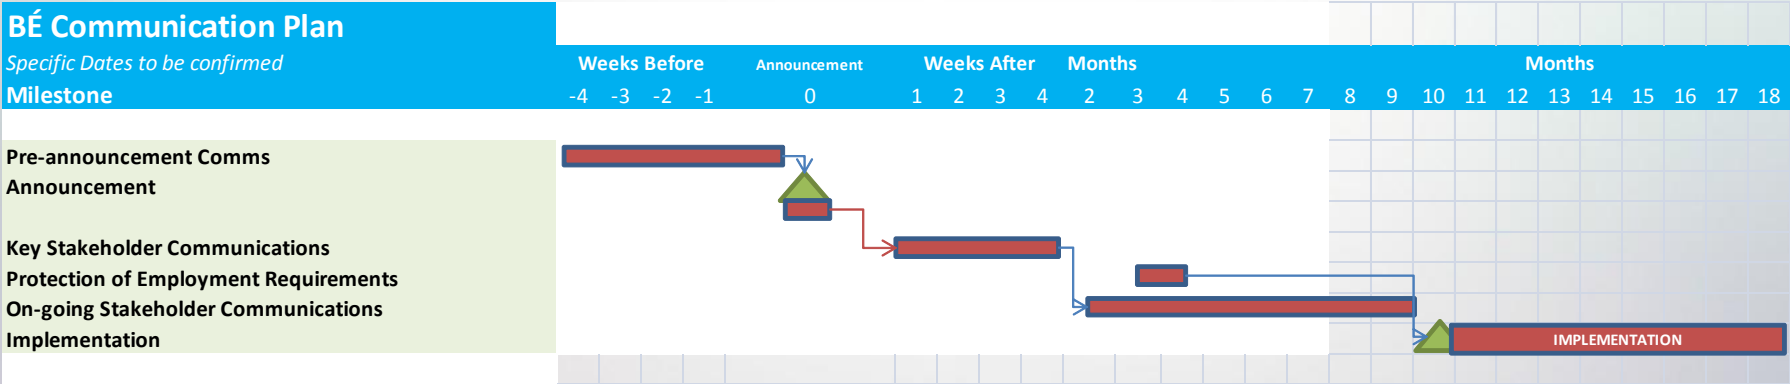 BÉ Communication Plan
Specific Dates to be confirmed Weeks Before Announcement Weeks After Months Months
Milestone -4 -3 -2 -1 0 1 2 3 4 2 3 4 5 6 7 8 9 10 11 12 13 14 15 16 17 18
Pre-announcement Comms
Announcement
Key Stakeholder Communications
Protection of Employment Requirements
On-going Stakeholder Communications
Implementation IMPLEMENTATION